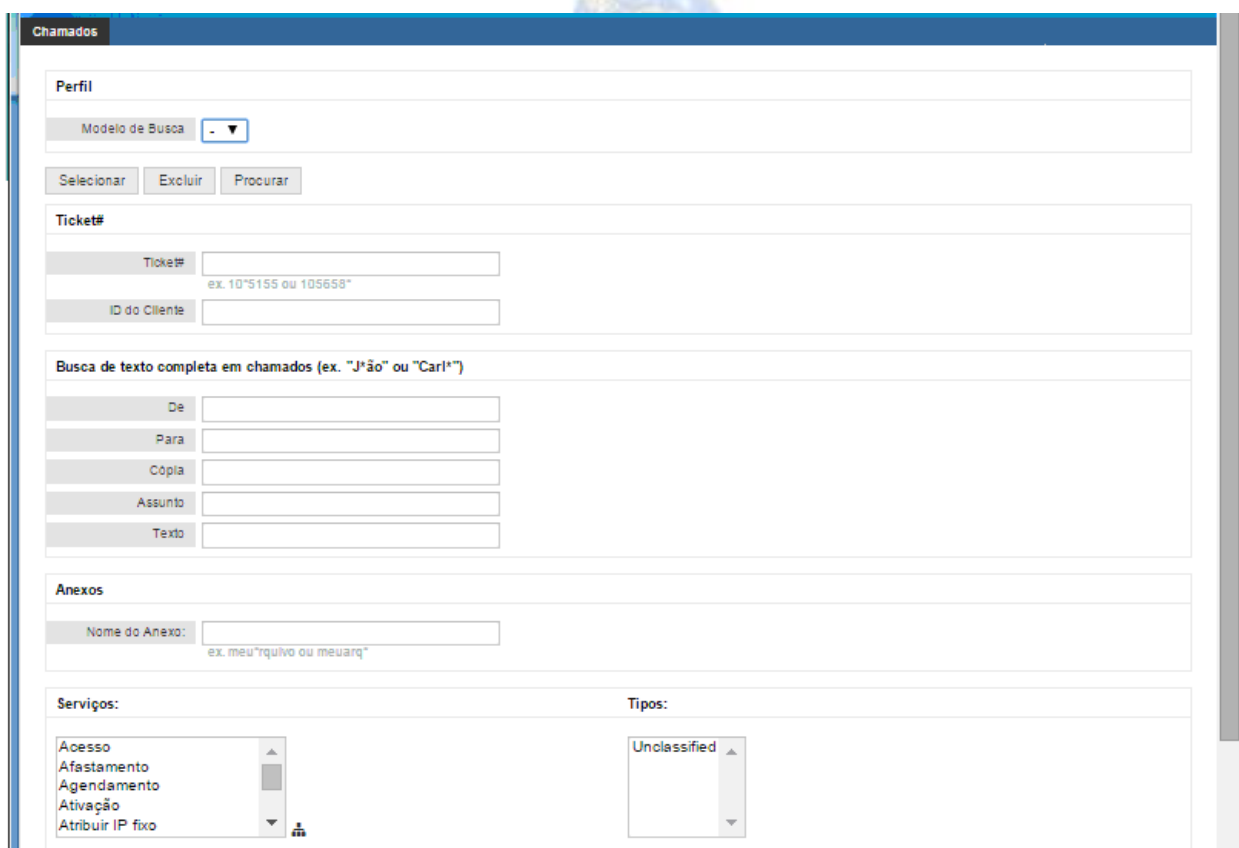 Chamados
Perfil
Modelo de Busca - ▼
Selecionar Excluir Procurar
Ticket#
Ticket#
ex. 10*5155 ou 105658*
ID do Cliente
Busca de texto completa em chamados (ex. "J*ão" ou "Carl*")
De
Para
Cópia
Assunto
Texto
Anexos
Nome do Anexo:
ex. meu*rquivo ou meuarq*
Serviços: Tipos:
Acesso Unclassified
Afastamento
Agendamento
Ativação
Atribuir IP fixo